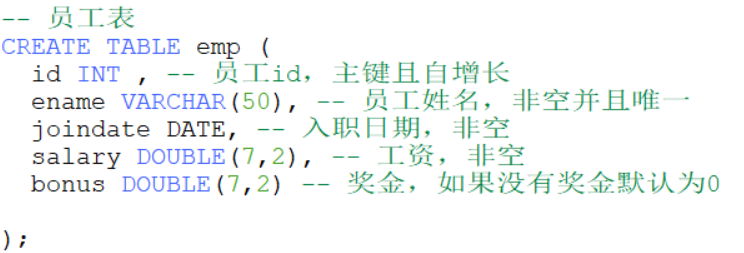 -- 员工表
CREATE TABLE emp (
  id INT , -- 员工id，主键且自增长
  ename VARCHAR(50), -- 员工姓名，非空并且唯一
  joindate DATE, -- 入职日期，非空
  salary DOUBLE(7,2), -- 工资，非空
  bonus DOUBLE(7,2) -- 奖金，如果没有奖金默认为0
);